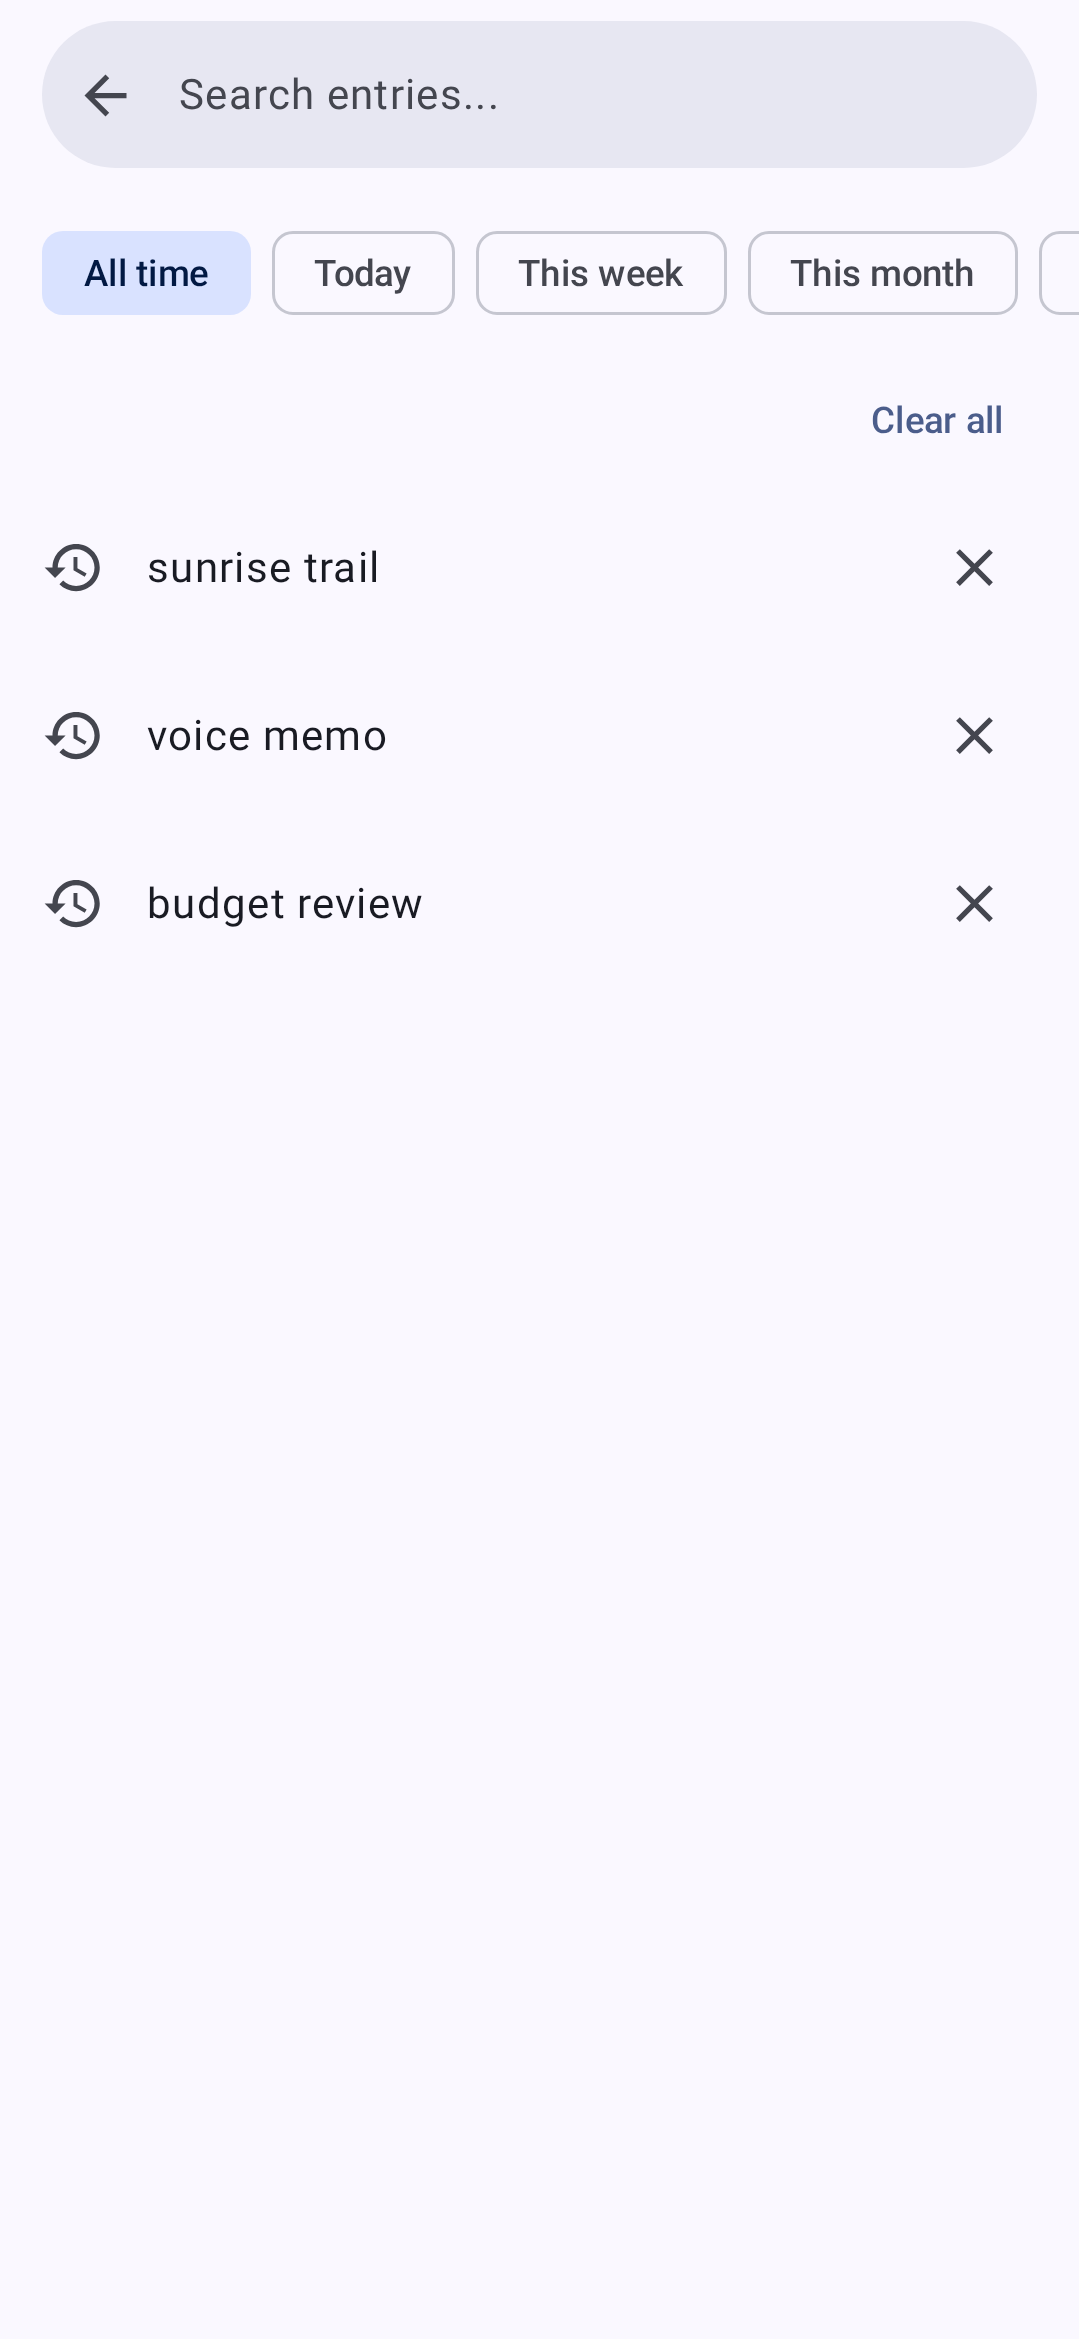 Search entries...
All time Today This week This month
Clear all
sunrise trail
voice memo
budget review